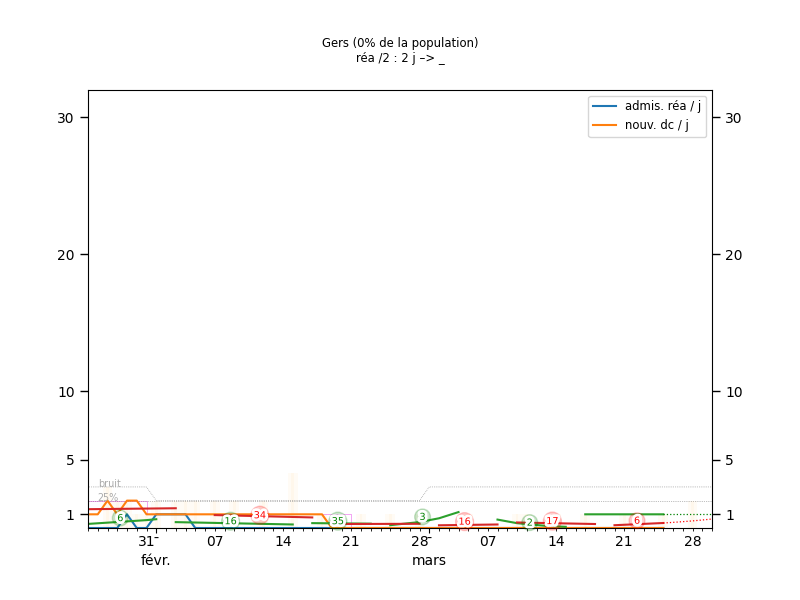 Gers (0% de la population)
réa /2 : 2 j –> _
admis. réa / j
nouv. dc / j
30 30
20 20
10 10
5 5
bruit
25%
1 1
6 16 34 35 3 16 2 17 6
31- 07 14 21 28- 07 14 21 28
févr. mars